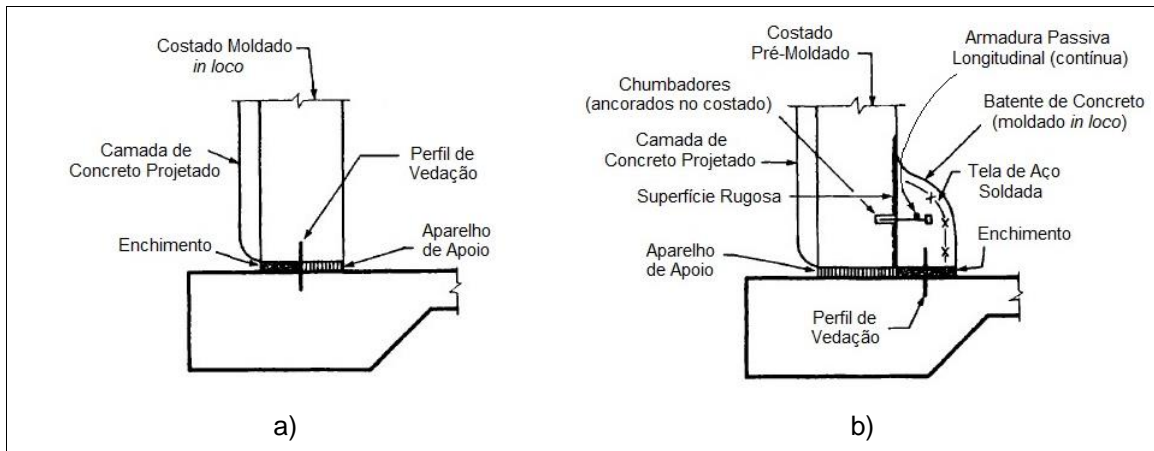 Costado Moldado
in loco
Camada de
Concreto Projetado
Perfil de
Vedação
Enchimento
Aparelho
de Apoio
a)
Costado
Pré-Moldado
Armadura Passiva
Longitudinal (contínua)
Chumbadores
(ancorados no costado)
Batente de Concreto
(moldado in loco)
Camada de
Concreto Projetado
Tela de Aço
Soldada
Superfície Rugosa
Enchimento
Aparelho
de Apoio
Perfil de
Vedação
b)